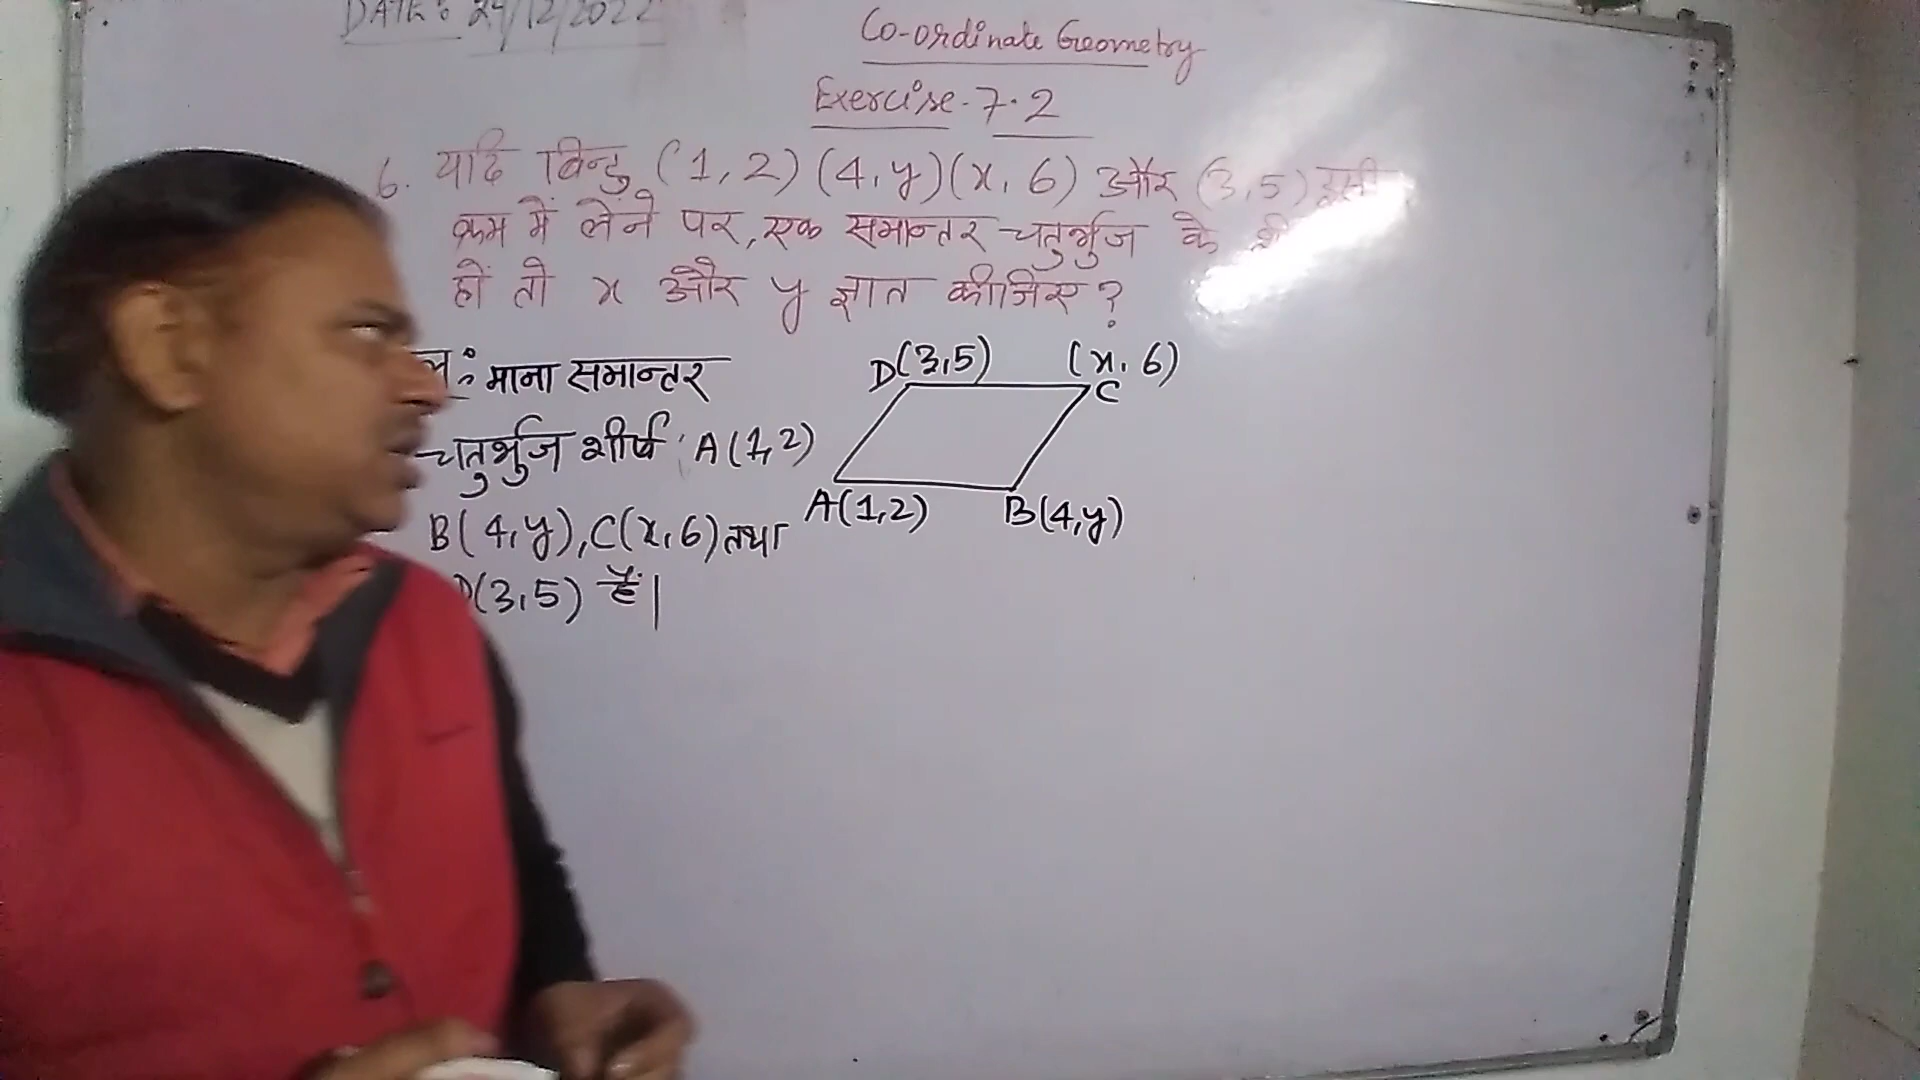 DATE: 24/12/2022
Co-ordinate Geometry
Exercise-7.2
6. यदि बिन्दु (1,2) (4,y)(x,6) और (3,5) इसी
क्रम में लेने पर, एक समान्तर चतुर्भुज के
हों तो x और y ज्ञात कीजिए?
माना समान्तर
चतुर्भुज शीर्ष A(1,2)
B(4,y), C(x,6) तथा
D(3,5) हैं|
D(3,5) (x,6)
C
A(1,2) B(4,y)